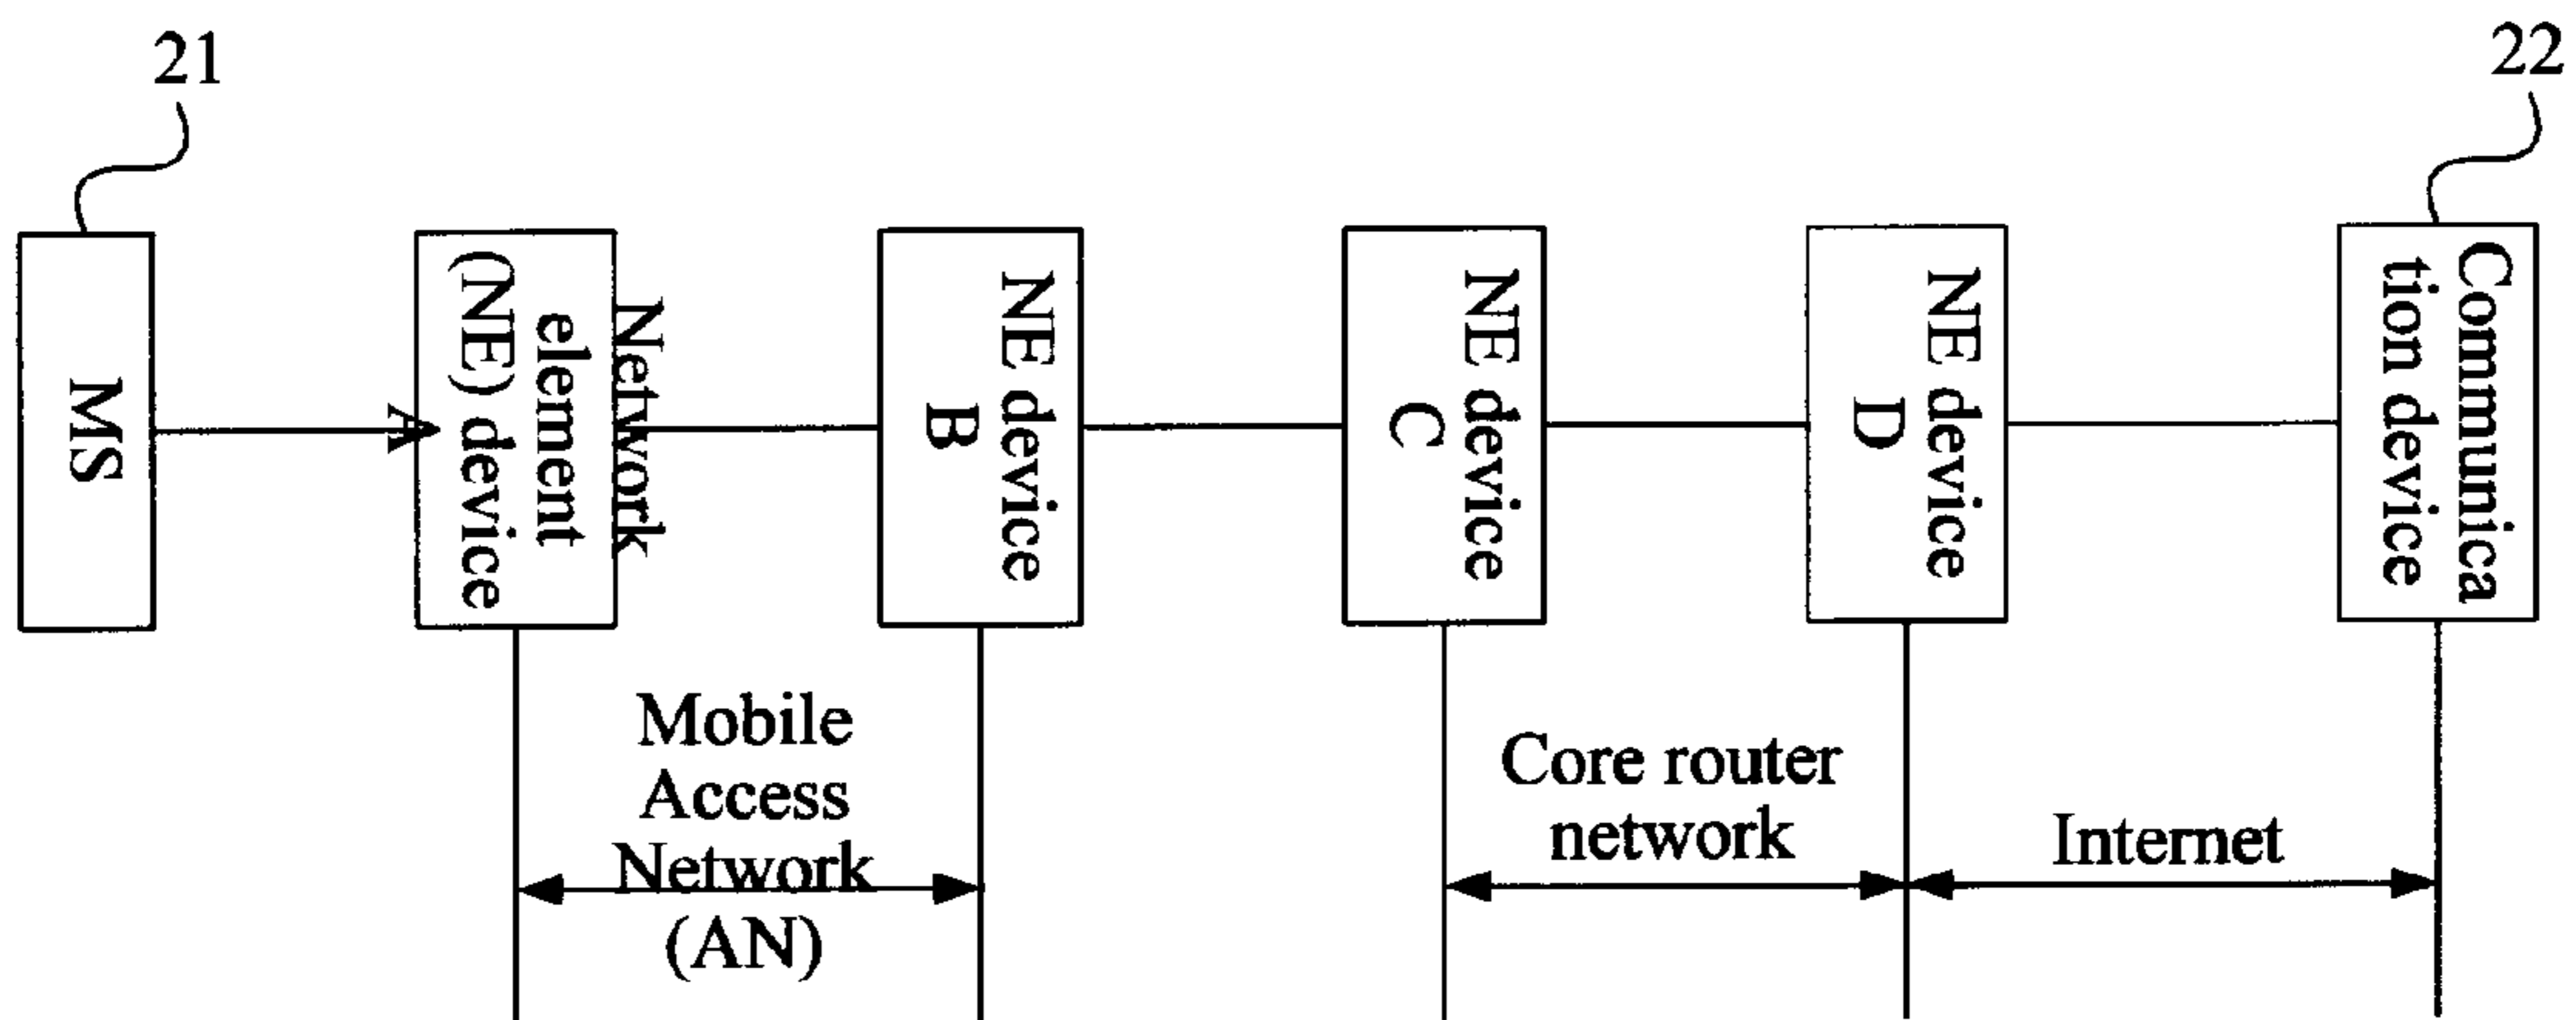 21
22
MS
Network
element
(NE) device
A
NE device
B
NE device
C
NE device
D
Communica
tion device
Mobile
Access
Network
(AN)
Core router
network
Internet